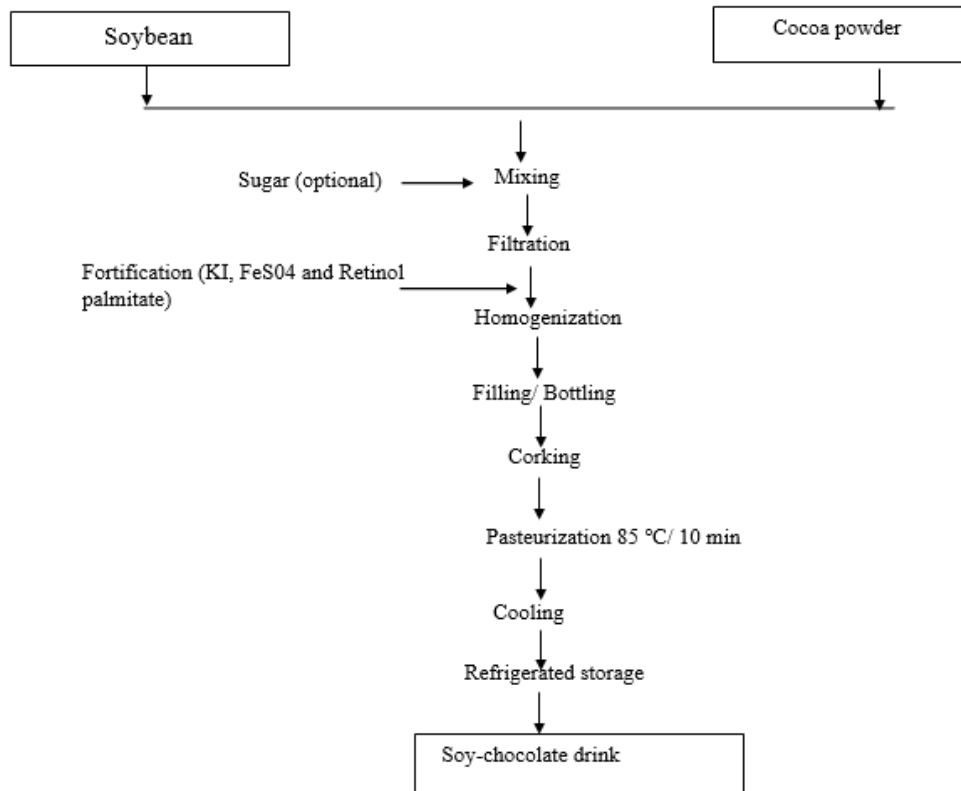 Soybean
Cocoa powder
Sugar (optional)
Mixing
Filtration
Fortification (KI, FeS04 and Retinol
palmitate)
Homogenization
Filling/ Bottling
Corking
Pasteurization 85 ℃/ 10 min
Cooling
Refrigerated storage
Soy-chocolate drink